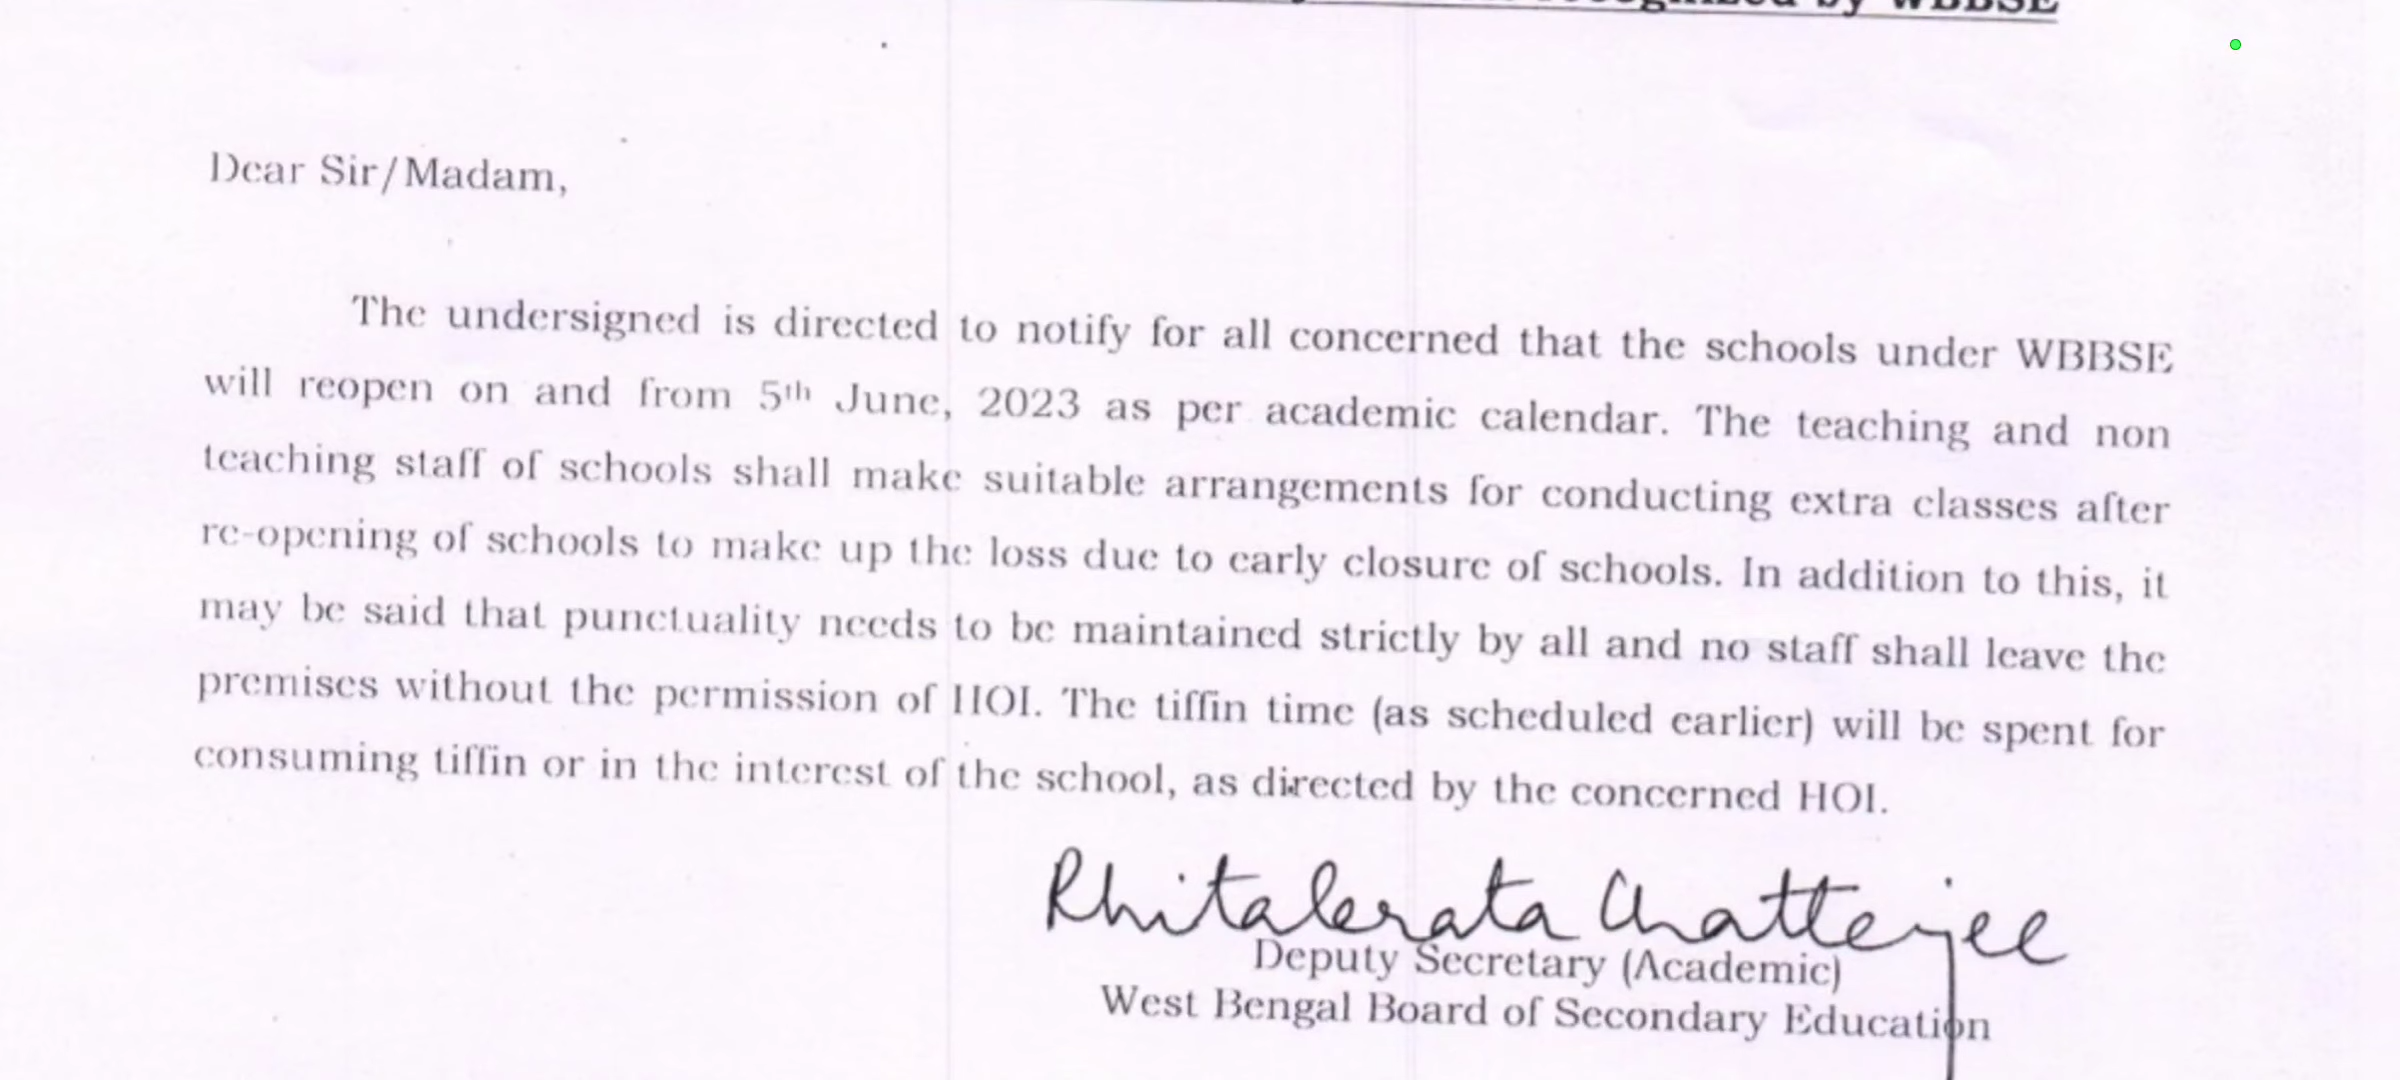 recognized by WBBSE
Dear Sir/Madam,
The undersigned is directed to notify for all concerned that the schools under WBBSE
will reopen on and from 5th June, 2023 as per academic calendar. The teaching and non
teaching staff of schools shall make suitable arrangements for conducting extra classes after
re-opening of schools to make up the loss due to early closure of schools. In addition to this, it
may be said that punctuality needs to be maintained strictly by all and no staff shall leave the
premises without the permission of HOI. The tiffin time (as scheduled earlier) will be spent for
consuming tiffin or in the interest of the school, as directed by the concerned HOI.
Chatterjee
Deputy Secretary (Academic)
West Bengal Board of Secondary Education